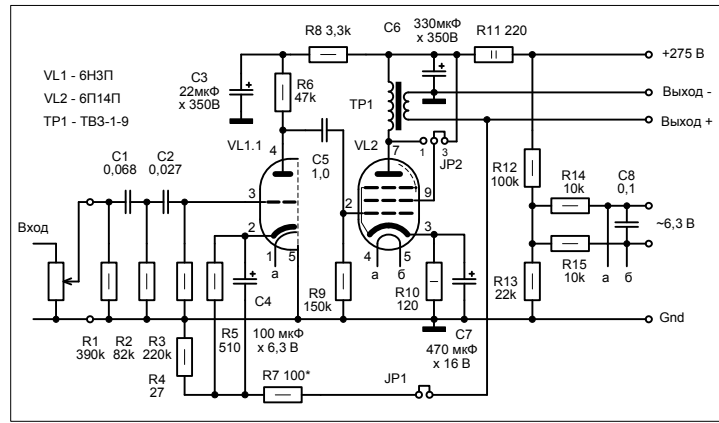 R8 3,3k
C6
330мкФ
x 350В
R11 220
+275 В
VL1 - 6Н3П
VL2 - 6П14П
TP1 - ТВЗ-1-9
C3
22мкФ
x 350В
R6
47k
TP1
Выход -
Выход +
VL1.1
4
C5
1,0
VL2
7
1
3
JP2
C1
0,068
C2
0,027
3
2
9
R12
100k
R14
10k
C8
0,1
~6,3 В
Вход
2
1
5
а
C4
3
4
5
а
б
R15
10k
а
б
R9
150k
R10
120
C7
R13
22k
Gnd
R1
390k
R2
82k
R3
220k
R4
27
R5
510
100 мкФ
x 6,3 В
470 мкФ
x 16 В
R7 100*
JP1